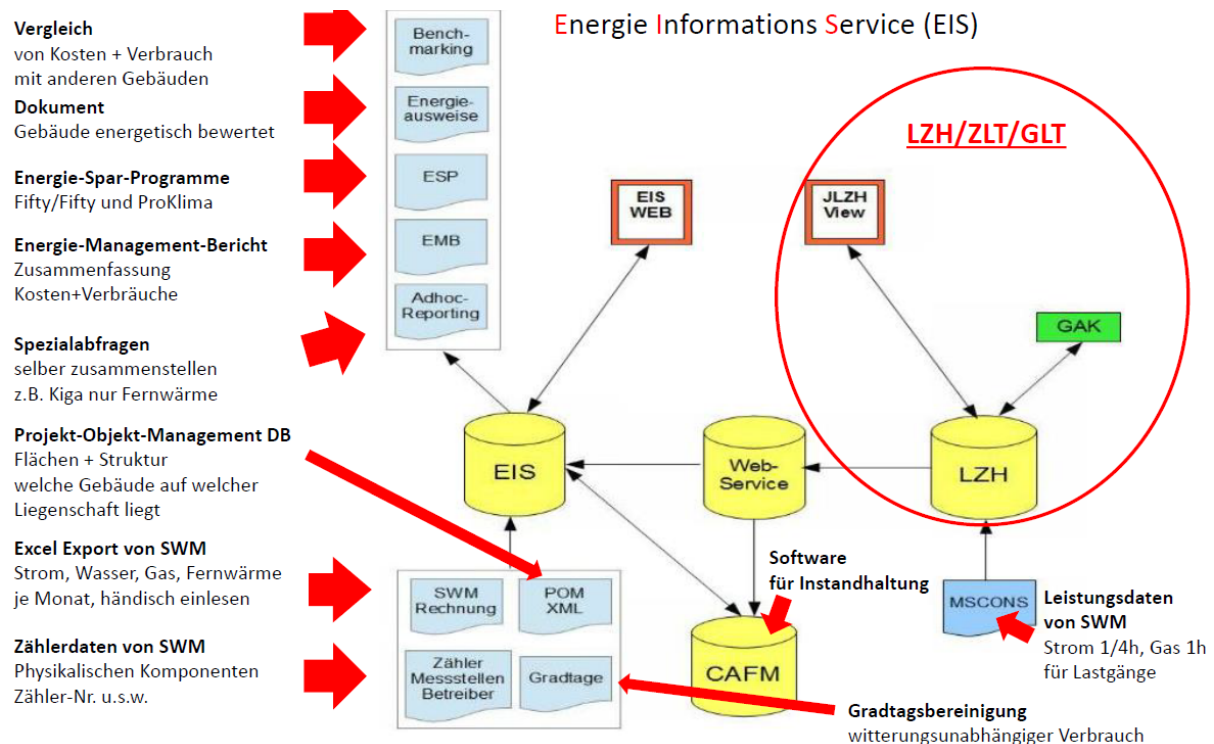 Energie Informations Service (EIS)
Vergleich
von Kosten + Verbrauch
mit anderen Gebäuden
Dokument
Gebäude energetisch bewertet
Energie-Spar-Programme
Fifty/Fifty und ProKlima
Energie-Management-Bericht
Zusammenfassung
Kosten+Verbräuche
Spezialabfragen
selber zusammenstellen
z.B. Kiga nur Fernwärme
Projekt-Objekt-Management DB
Flächen + Struktur
welche Gebäude auf welcher
Liegenschaft liegt
Excel Export von SWM
Strom, Wasser, Gas, Fernwärme
je Monat, händisch einlesen
Zählerdaten von SWM
Physikalischen Komponenten
Zähler-Nr. u.s.w.
Bench-
marking
Energie-
ausweise
ESP
EMB
Adhoc-
Reporting
EIS
WEB
LZH/ZLT/GLT
JLZH
View
GAK
EIS
Web-
Service
LZH
SWM
Rechnung
POM
XML
Zähler
Messstellen
Betreiber
Gradtage
Software
für Instandhaltung
CAFM
MSCONS
Leistungsdaten
von SWM
Strom 1/4h, Gas 1h
für Lastgänge
Gradtagsbereinigung
witterungsunabhängiger Verbrauch